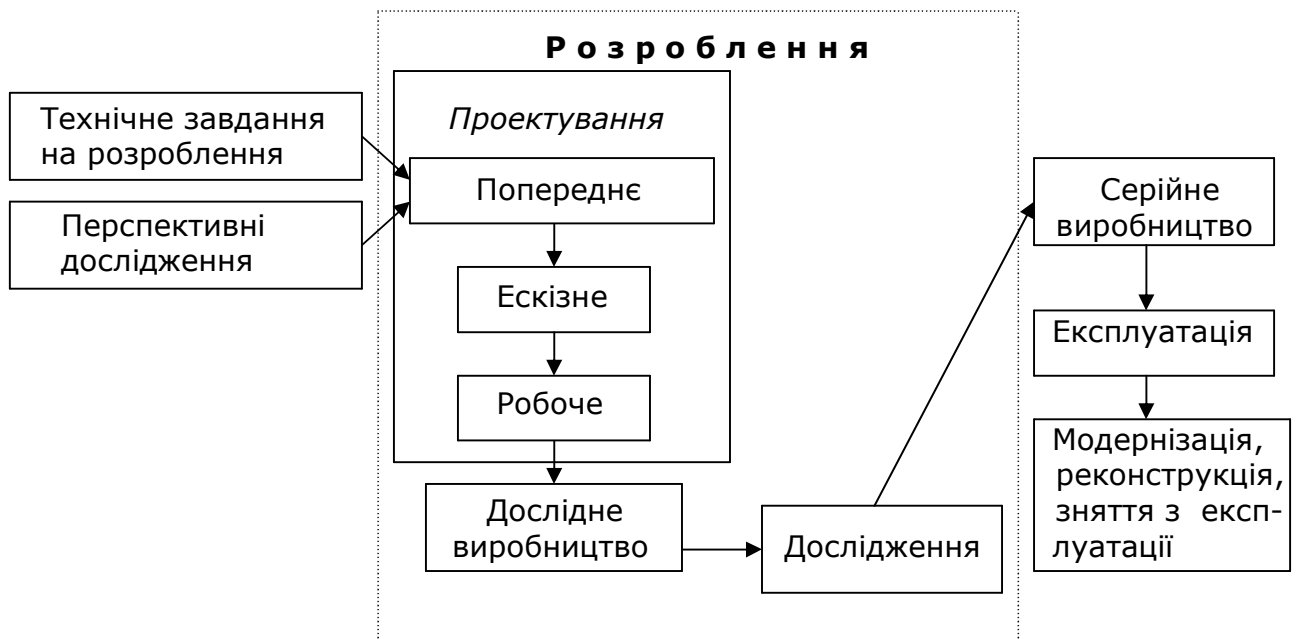 Р о з р о б л е н н я
Технічне завдання
на розроблення
Перспективні
дослідження
Проектування
Попереднє
Ескізне
Робоче
Дослідне
виробництво
Дослідження
Серійне
виробництво
Експлуатація
Модернізація,
реконструкція,
зняття з експ-
луатації